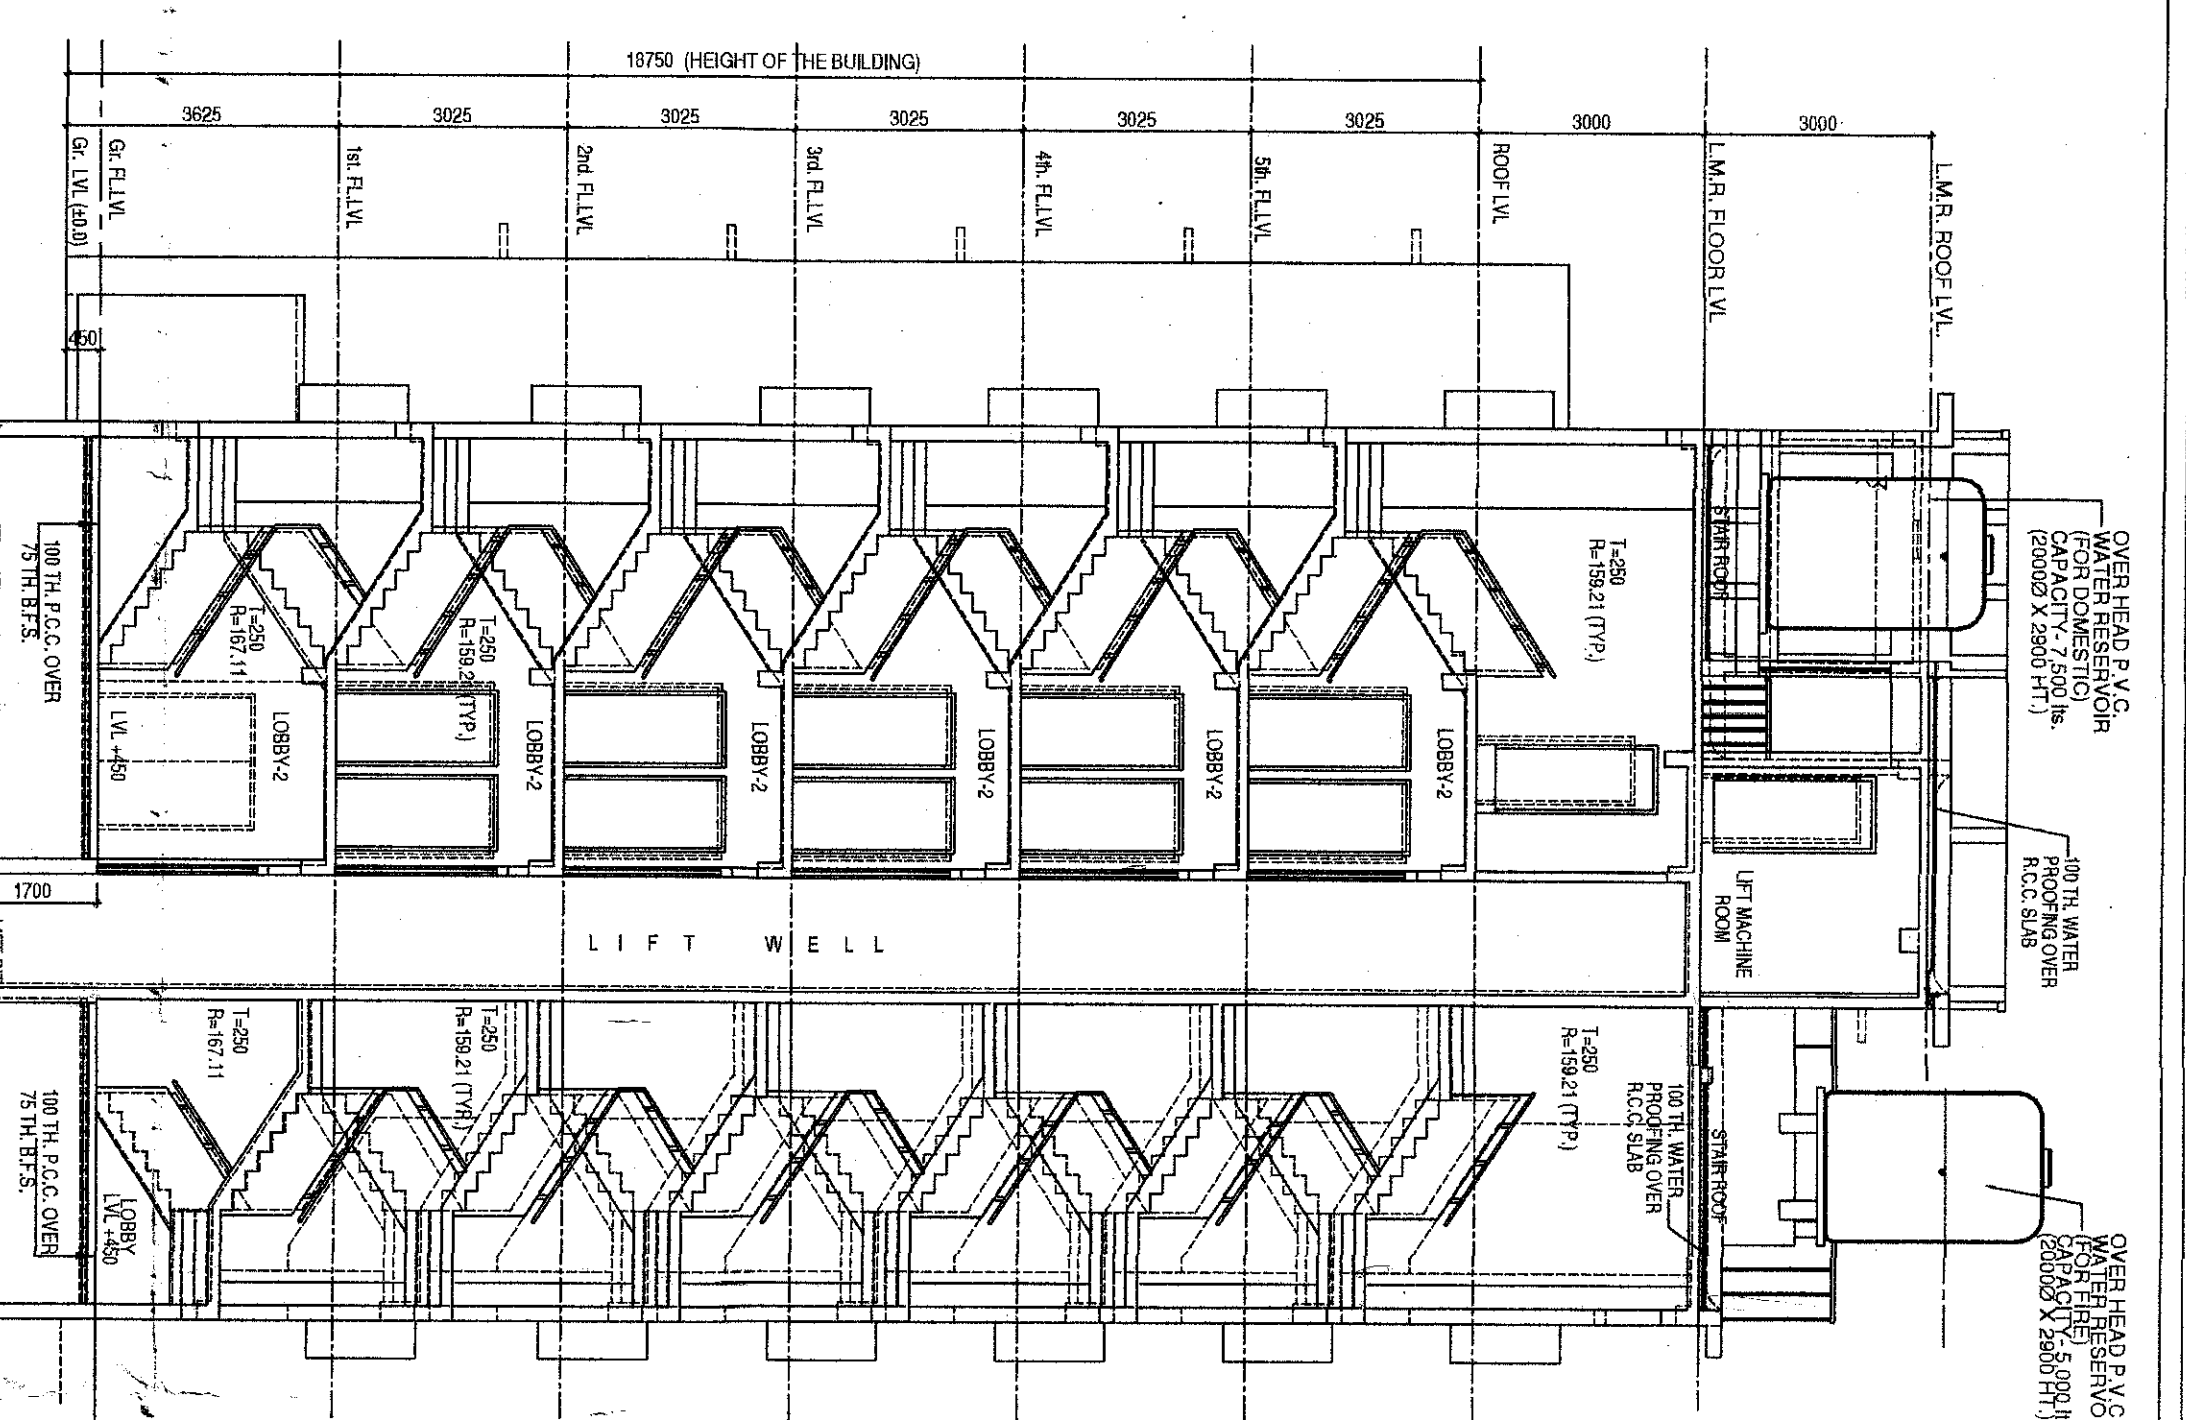 18750 (HEIGHT OF THE BUILDING)
3625
3025
3025
3025
3025
3025
3000
3000
Gr. LVL (±0.0)
Gr. FL.LVL
1st. FL.LVL
2nd. FL.LVL
3rd. FL.LVL
4th. FL.LVL
5th. FL.LVL
ROOF LVL
L.M.R. FLOOR LVL
L.M.R. ROOF LVL.
450
OVER HEAD P.V.C.
WATER RESERVOIR
(FOR DOMESTIC)
CAPACITY- 7,500 lts.
(2000Ø X 2900 HT.)
STAIR ROOF
T=250
R=159.21 (TYP.)
T=250
R=159.21 (TYP.)
T=250
R=167.11
100 TH. P.C.C. OVER
75 TH. B.F.S.
LVL +450
LOBBY-2
LOBBY-2
LOBBY-2
LOBBY-2
LOBBY-2
LOBBY-2
100 TH. WATER
PROOFING OVER
R.C.C. SLAB
LIFT MACHINE
ROOM
1700
LIFT WELL
T=250
R=167.11
T=250
R=159.21 (TYP.)
T=250
R=159.21 (TYP.)
100 TH. WATER
PROOFING OVER
R.C.C. SLAB
STAIR ROOF
100 TH. P.C.C. OVER
75 TH. B.F.S.
LOBBY
LVL +450
OVER HEAD P.V.C
WATER RESERVO
(FOR FIRE)
CAPACITY- 5,000 lt
(2000Ø X 2900 HT.)